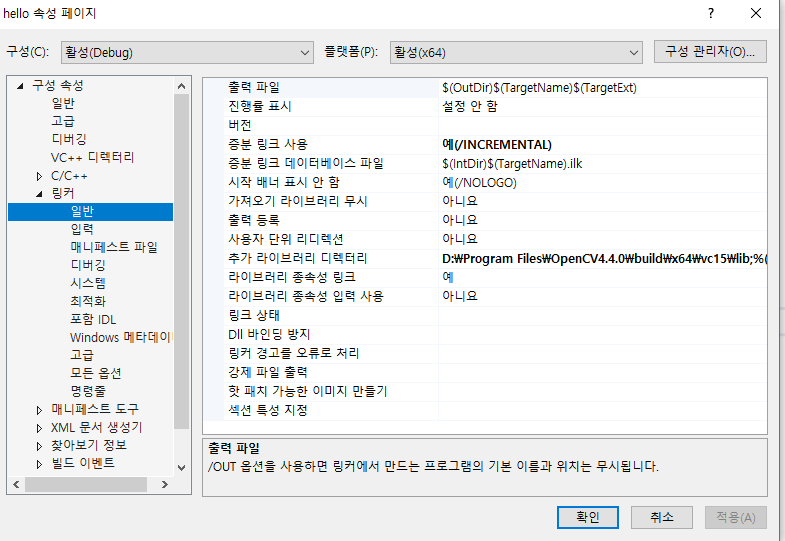 hello 속성 페이지
? ×
구성(C): 활성(Debug) 플랫폼(P): 활성(x64) 구성 관리자(O)...
구성 속성
일반
고급
디버깅
VC++ 디렉터리
C/C++
링커
일반
입력
매니페스트 파일
디버깅
시스템
최적화
포함 IDL
Windows 메타데이
고급
모든 옵션
명령줄
매니페스트 도구
XML 문서 생성기
찾아보기 정보
빌드 이벤트
출력 파일 $(OutDir)$(TargetName)$(TargetExt)
진행률 표시 설정 안 함
버전
증분 링크 사용 예(/INCREMENTAL)
증분 링크 데이터베이스 파일 $(IntDir)$(TargetName).ilk
시작 배너 표시 안 함 예(/NOLOGO)
가져오기 라이브러리 무시 아니요
출력 등록 아니요
사용자 단위 리디렉션 아니요
추가 라이브러리 디렉터리 D:₩Program Files₩OpenCV4.4.0₩build₩x64₩vc15₩lib;%(
라이브러리 종속성 링크 예
라이브러리 종속성 입력 사용 아니요
링크 상태
Dll 바인딩 방지
링커 경고를 오류로 처리
강제 파일 출력
핫 패치 가능한 이미지 만들기
섹션 특성 지정
출력 파일
/OUT 옵션을 사용하면 링커에서 만드는 프로그램의 기본 이름과 위치는 무시됩니다.
확인 취소 적용(A)